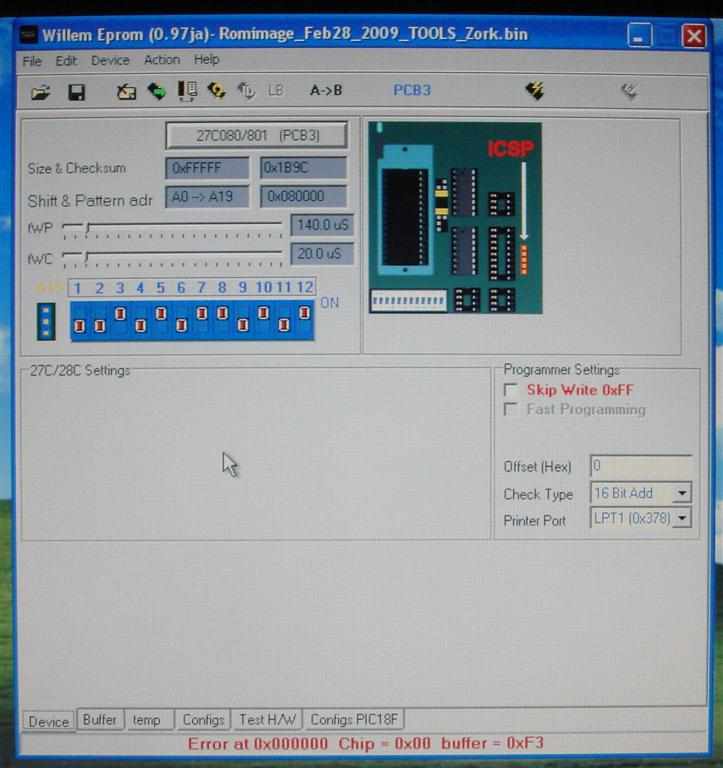 Willem Eprom (0.97ja)- Romimage_Feb28_2009_TOOLS_Zork.bin
File Edit Device Action Help
LB A->B PCB3
27C080/801 (PCB3)
Size & Checksum 0xFFFFF 0x1B9C
Shift & Pattern adr A0 --> A19 0x080000
tWP 140.0 uS
tWC 20.0 uS
A19 1 2 3 4 5 6 7 8 9 10 11 12
ON
ICSP
27C/28C Settings
Programmer Settings
Skip Write 0xFF
Fast Programming
Offset (Hex) 0
Check Type 16 Bit Add
Printer Port LPT1 (0x378)
Device Buffer temp Configs Test H/W Configs PIC18F
Error at 0x000000 Chip = 0x00 buffer = 0xF3